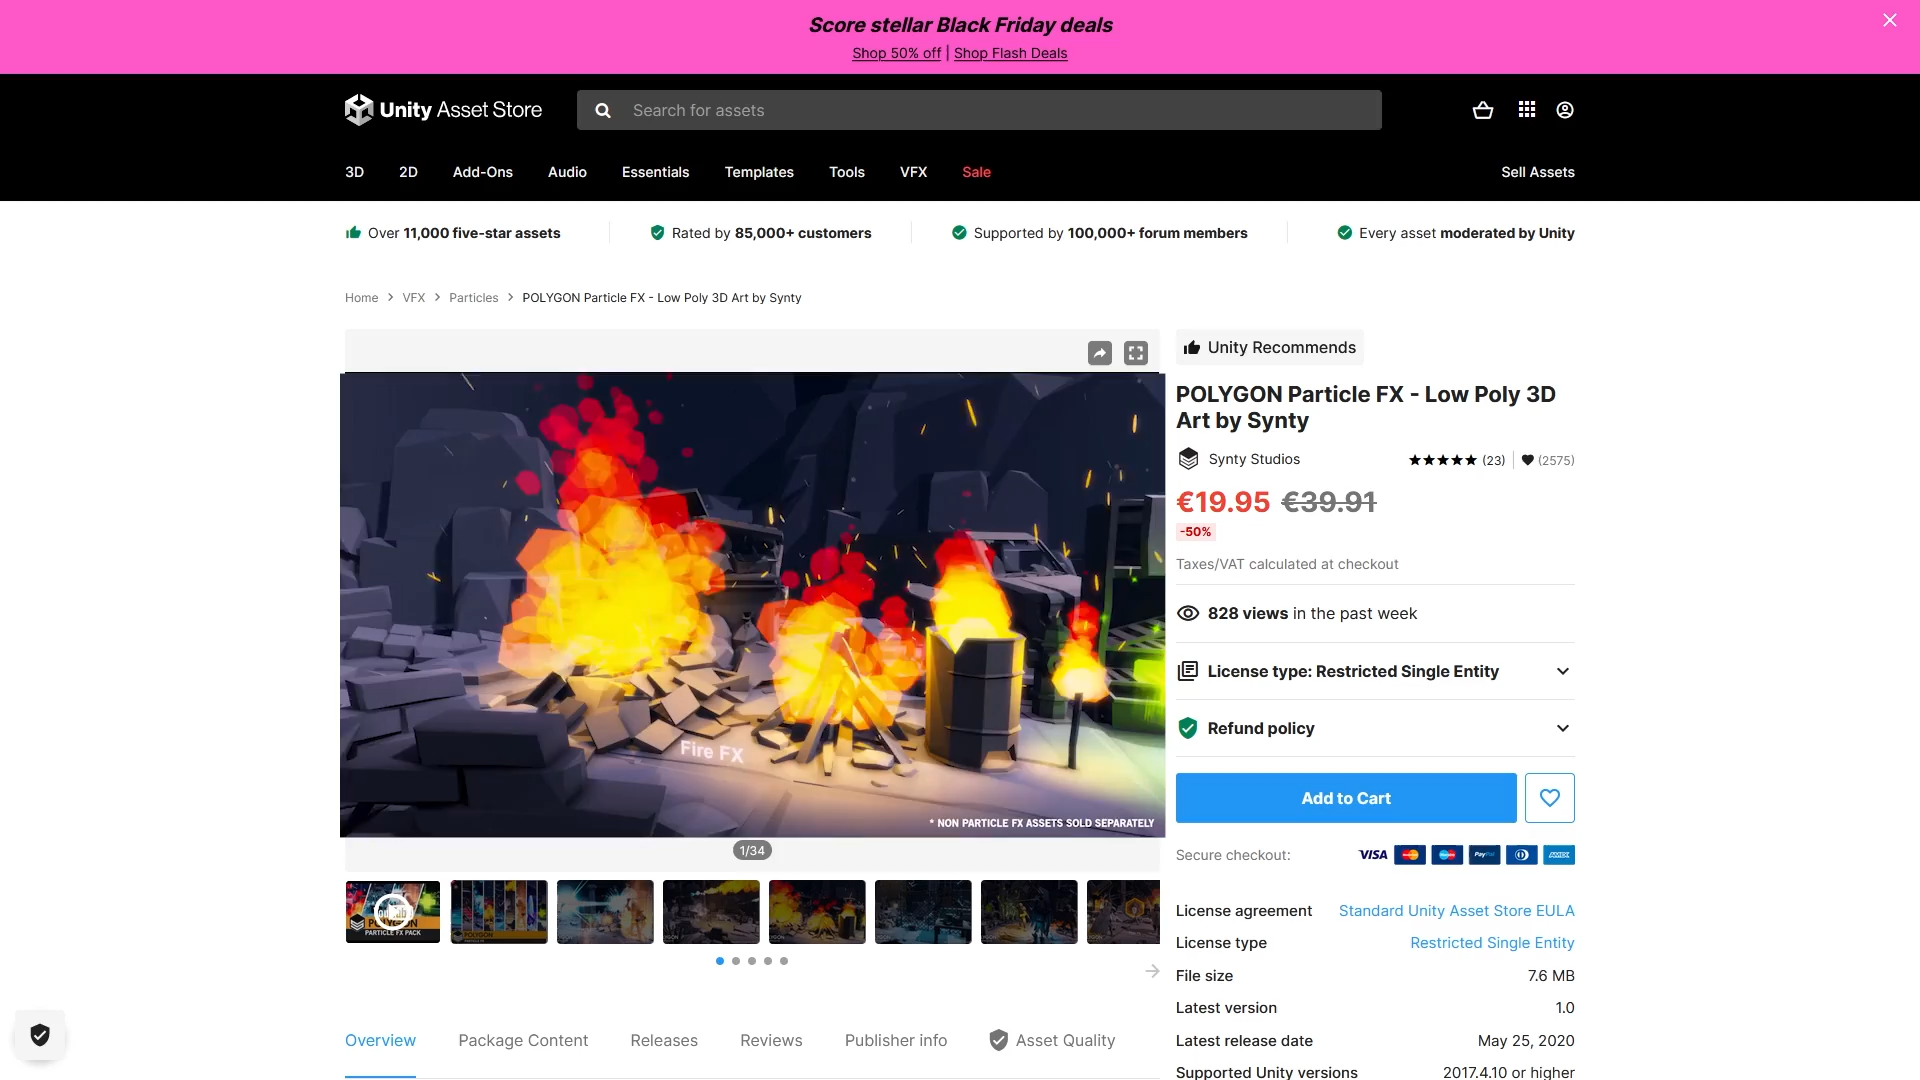 Score stellar Black Friday deals
Shop 50% off | Shop Flash Deals
Unity Asset Store
Search for assets
3D 2D Add-Ons Audio Essentials Templates Tools VFX Sale Sell Assets
Over 11,000 five-star assets Rated by 85,000+ customers Supported by 100,000+ forum members Every asset moderated by Unity
Home > VFX > Particles > POLYGON Particle FX - Low Poly 3D Art by Synty
Unity Recommends
POLYGON Particle FX - Low Poly 3D
Art by Synty
Synty Studios ★★★★★ (23) (2575)
€19.95 €39.91
-50%
Taxes/VAT calculated at checkout
828 views in the past week
License type: Restricted Single Entity
Refund policy
Add to Cart
Secure checkout: VISA PayPal AMEX
Fire FX
* NON PARTICLE FX ASSETS SOLD SEPARATELY
1/34
PARTICLE FX PACK
License agreement Standard Unity Asset Store EULA
License type Restricted Single Entity
File size 7.6 MB
Latest version 1.0
Latest release date May 25, 2020
Supported Unity versions 2017.4.10 or higher
Overview Package Content Releases Reviews Publisher info Asset Quality